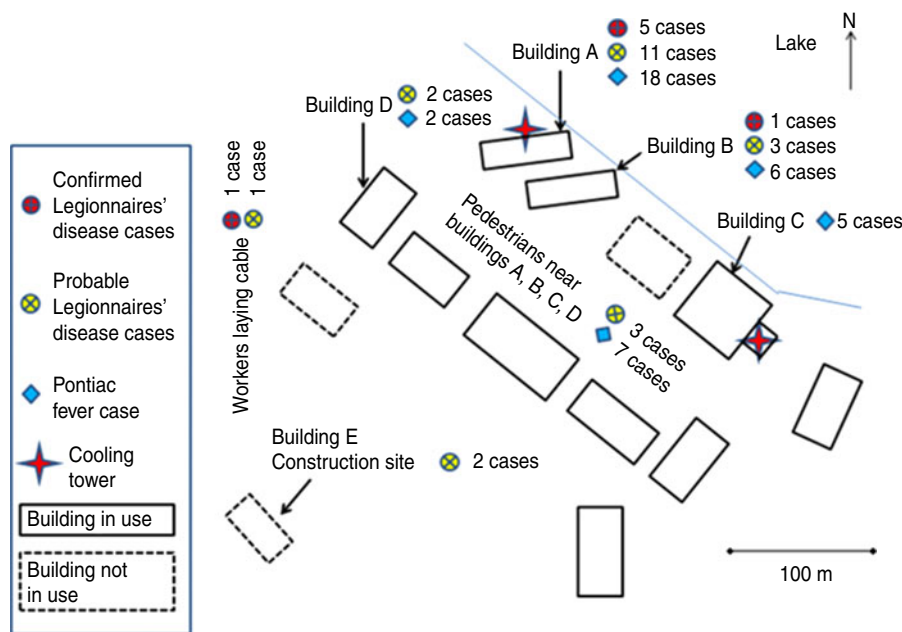 Confirmed
Legionnaires'
disease cases
Probable
Legionnaires'
disease cases
Pontiac
fever case
Cooling
tower
Building in use
Building not
in use
Building A
5 cases
11 cases
18 cases
Lake
N
Building D
2 cases
2 cases
Building B
1 cases
3 cases
6 cases
1 case
1 case
Workers laying cable
Pedestrians near
buildings A, B, C, D
3 cases
7 cases
Building C
5 cases
Building E
Construction site
2 cases
100 m